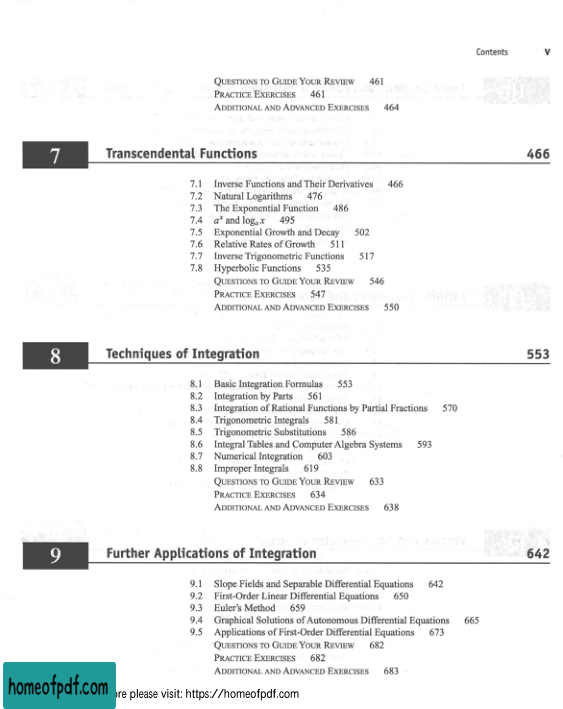 Contents V
QUESTIONS TO GUIDE YOUR REVIEW 461
PRACTICE EXERCISES 461
ADDITIONAL AND ADVANCED EXERCISES 464
7 Transcendental Functions 466
7.1 Inverse Functions and Their Derivatives 466
7.2 Natural Logarithms 476
7.3 The Exponential Function 486
7.4 aˣ and logₐ x 495
7.5 Exponential Growth and Decay 502
7.6 Relative Rates of Growth 511
7.7 Inverse Trigonometric Functions 517
7.8 Hyperbolic Functions 535
QUESTIONS TO GUIDE YOUR REVIEW 546
PRACTICE EXERCISES 547
ADDITIONAL AND ADVANCED EXERCISES 550
8 Techniques of Integration 553
8.1 Basic Integration Formulas 553
8.2 Integration by Parts 561
8.3 Integration of Rational Functions by Partial Fractions 570
8.4 Trigonometric Integrals 581
8.5 Trigonometric Substitutions 586
8.6 Integral Tables and Computer Algebra Systems 593
8.7 Numerical Integration 603
8.8 Improper Integrals 619
QUESTIONS TO GUIDE YOUR REVIEW 633
PRACTICE EXERCISES 634
ADDITIONAL AND ADVANCED EXERCISES 638
9 Further Applications of Integration 642
9.1 Slope Fields and Separable Differential Equations 642
9.2 First-Order Linear Differential Equations 650
9.3 Euler's Method 659
9.4 Graphical Solutions of Autonomous Differential Equations 665
9.5 Applications of First-Order Differential Equations 673
QUESTIONS TO GUIDE YOUR REVIEW 682
PRACTICE EXERCISES 682
ADDITIONAL AND ADVANCED EXERCISES 683
homeofpdf.com re please visit: https://homeofpdf.com